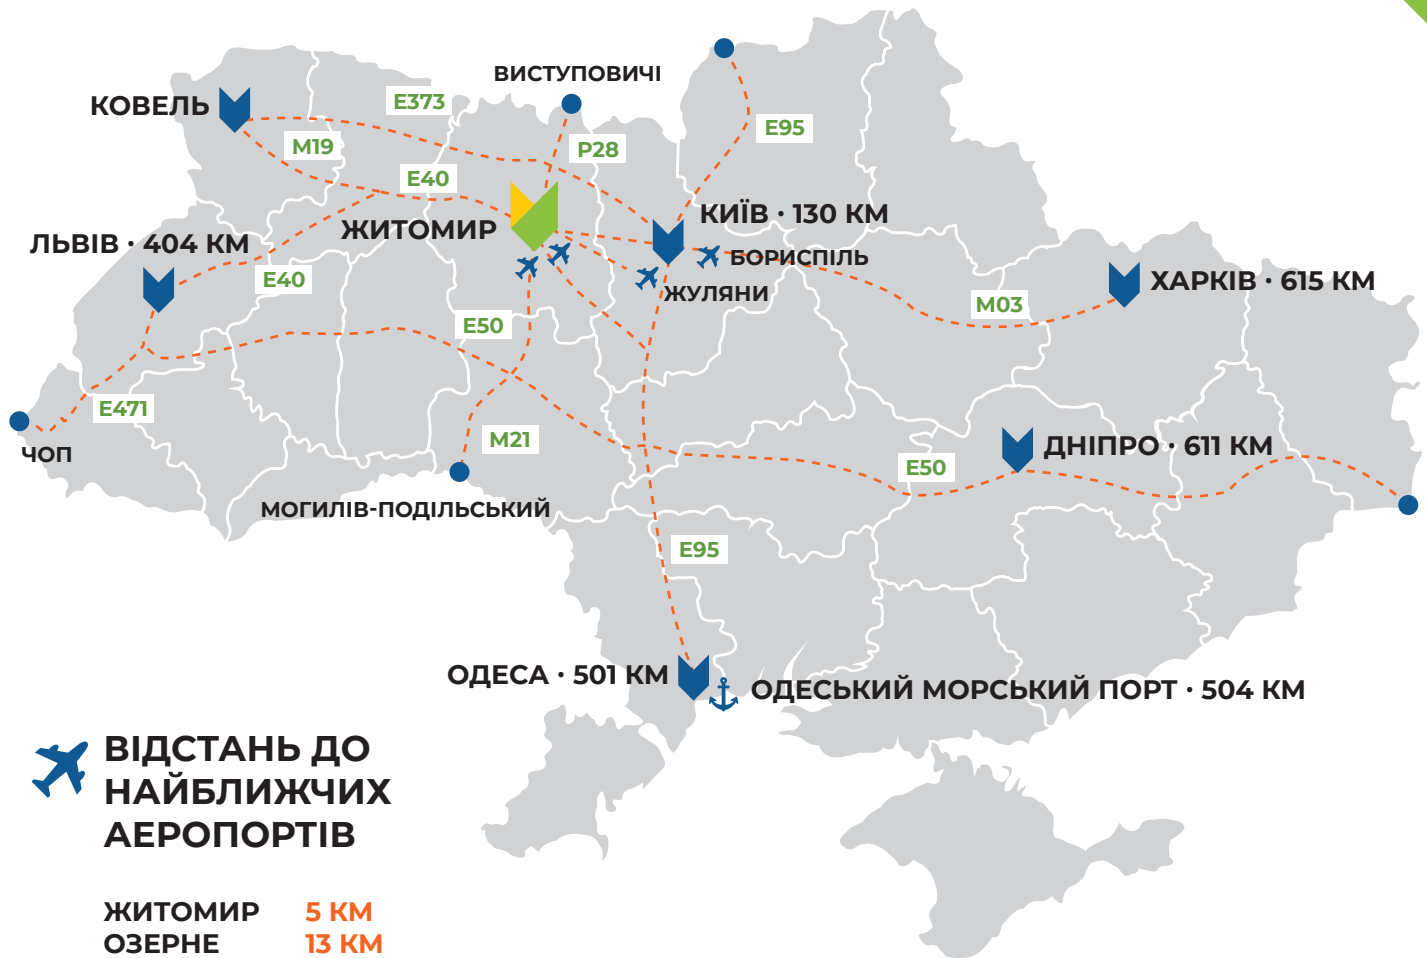 ВИСТУПОВИЧІ
КОВЕЛЬ
E373
E95
M19
P28
E40
КИЇВ · 130 КМ
ЖИТОМИР
ЛЬВІВ · 404 КМ
БОРИСПІЛЬ
E40
ЖУЛЯНИ
ХАРКІВ · 615 КМ
M03
E50
E471
M21
ЧОП
ДНІПРО · 611 КМ
E50
МОГИЛІВ-ПОДІЛЬСЬКИЙ
E95
ОДЕСА · 501 КМ
ОДЕСЬКИЙ МОРСЬКИЙ ПОРТ · 504 КМ
ВІДСТАНЬ ДО
НАЙБЛИЖЧИХ
АЕРОПОРТІВ
ЖИТОМИР 5 КМ
ОЗЕРНЕ 13 КМ